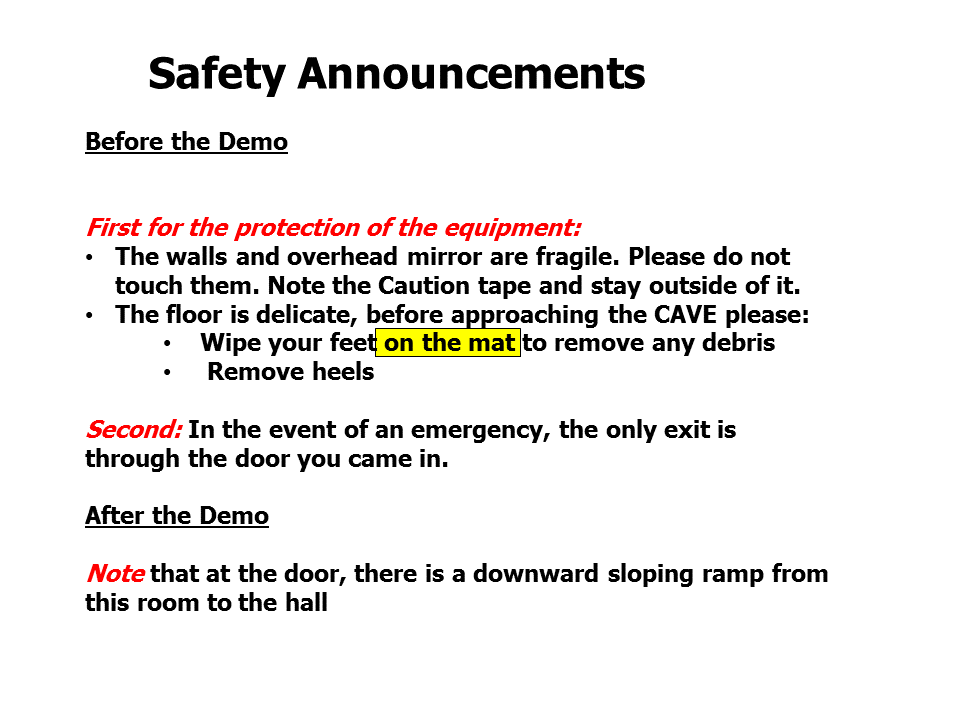 Safety Announcements
Before the Demo
First for the protection of the equipment:
• The walls and overhead mirror are fragile. Please do not
touch them. Note the Caution tape and stay outside of it.
• The floor is delicate, before approaching the CAVE please:
• Wipe your feet on the mat to remove any debris
• Remove heels
Second: In the event of an emergency, the only exit is
through the door you came in.
After the Demo
Note that at the door, there is a downward sloping ramp from
this room to the hall